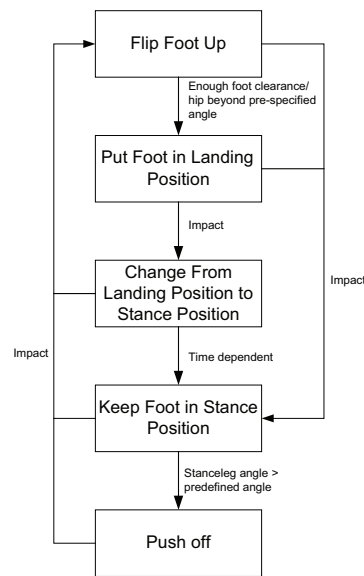 Flip Foot Up
Enough foot clearance/
hip beyond pre-specified
angle
Put Foot in Landing
Position
Impact
Change From
Landing Position to
Stance Position
Impact
Impact
Time dependent
Keep Foot in Stance
Position
Stanceleg angle >
predefined angle
Push off